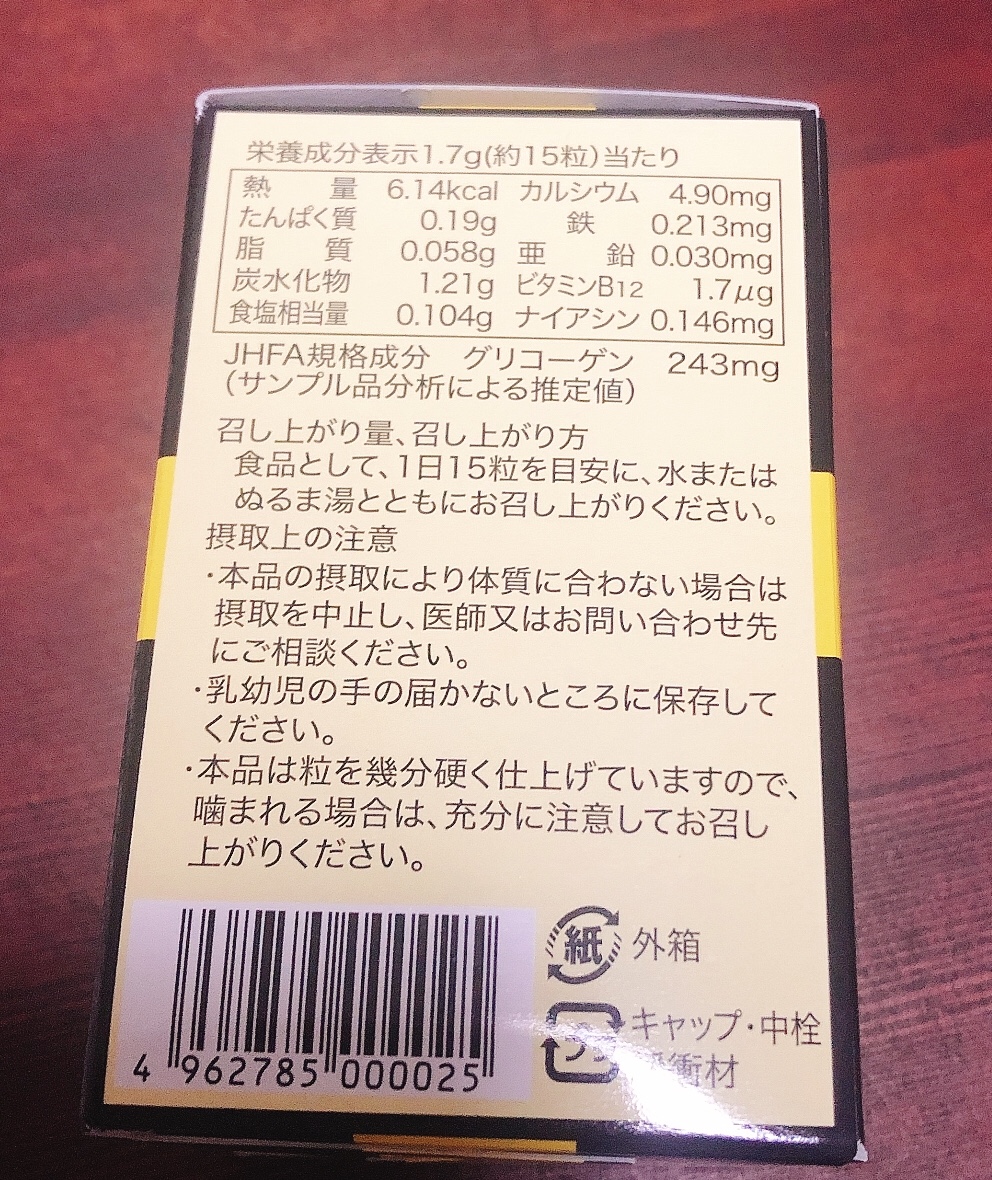 栄養成分表示1.7g(約15粒)当たり
熱量 6.14kcal カルシウム 4.90mg
たんぱく質 0.19g 鉄 0.213mg
脂質 0.058g 亜鉛 0.030mg
炭水化物 1.21g ビタミンB12 1.7μg
食塩相当量 0.104g ナイアシン 0.146mg
JHFA規格成分 グリコーゲン 243mg
(サンプル品分析による推定値)
召し上がり量、召し上がり方
食品として、1日15粒を目安に、水または
ぬるま湯とともにお召し上がりください。
摂取上の注意
・本品の摂取により体質に合わない場合は
摂取を中止し、医師又はお問い合わせ先
にご相談ください。
・乳幼児の手の届かないところに保存して
ください。
・本品は粒を幾分硬く仕上げていますので、
噛まれる場合は、充分に注意してお召し
上がりください。
紙 外箱
キャップ・中栓
衝材
4 962785 000025